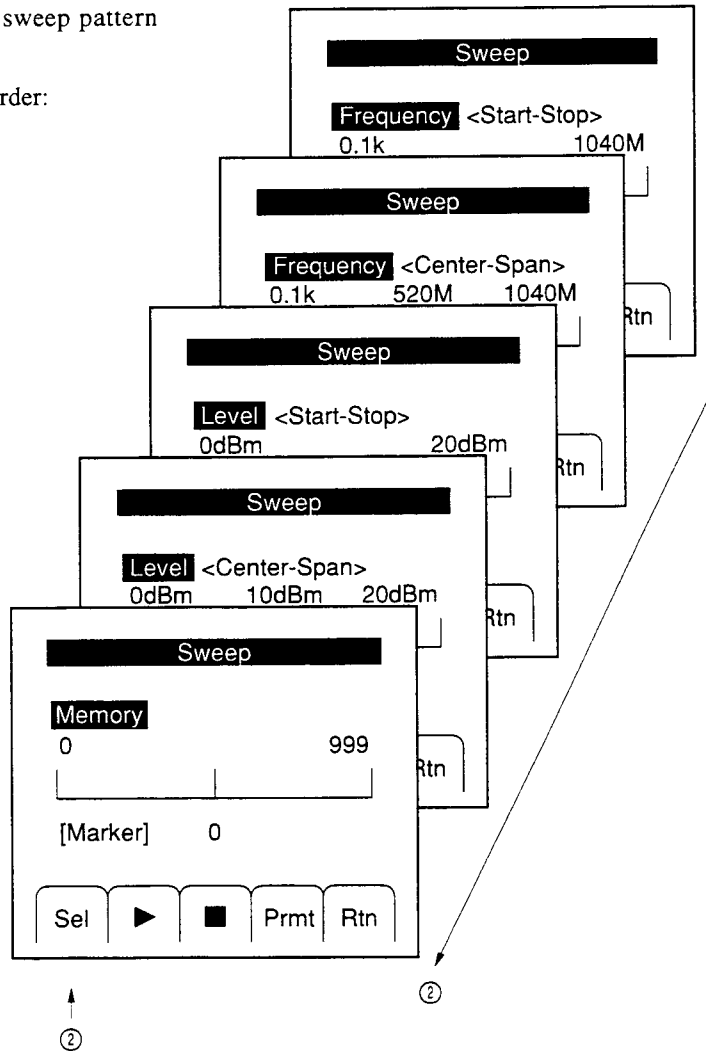 sweep pattern
rder:
Sweep
Frequency <Start-Stop>
0.1k 1040M
Sweep
Frequency <Center-Span>
0.1k 520M 1040M
Rtn
Sweep
Level <Start-Stop>
0dBm 20dBm
Rtn
Sweep
Level <Center-Span>
0dBm 10dBm 20dBm
Rtn
Sweep
Memory
0 999
Rtn
[Marker] 0
Sel ▶ ■ Prmt Rtn
②
②